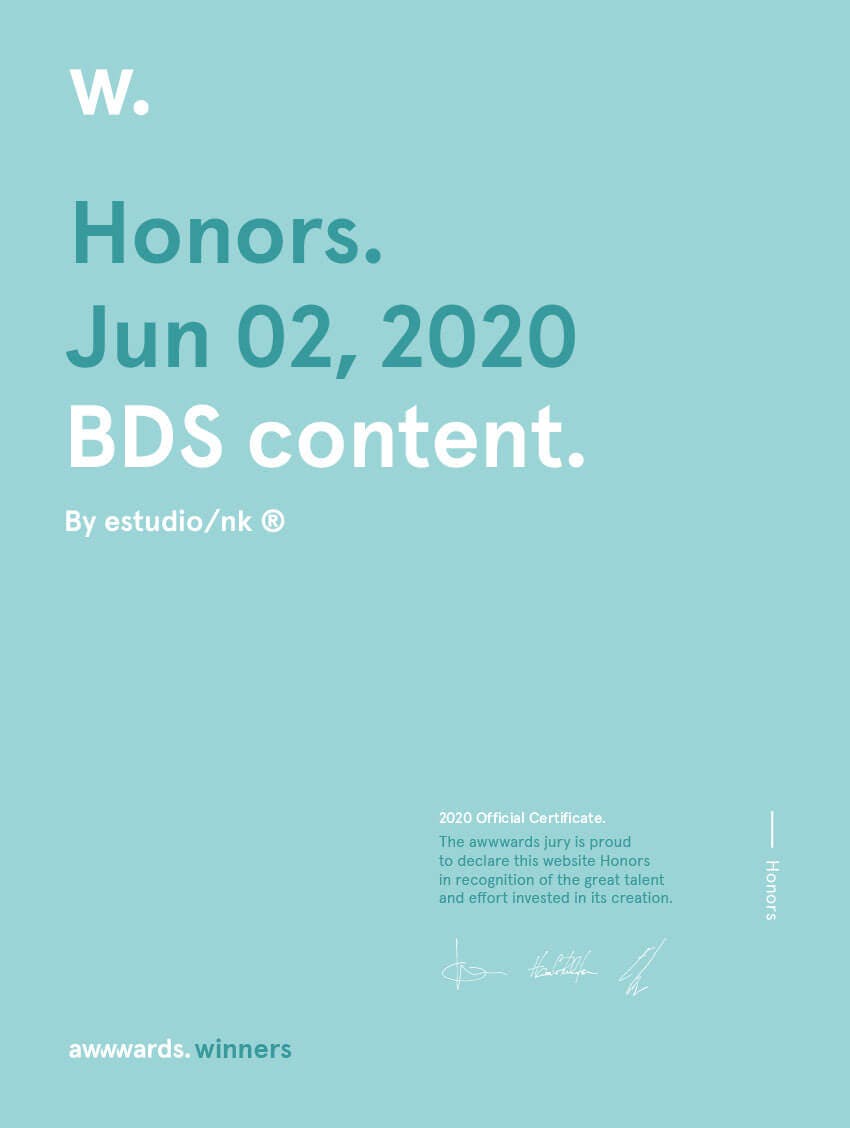 w.
Honors.
Jun 02, 2020
BDS content.
By estudio/nk ®
2020 Official Certificate.
The awwwards jury is proud
to declare this website Honors
in recognition of the great talent
and effort invested in its creation.
Honors
awwwards.winners